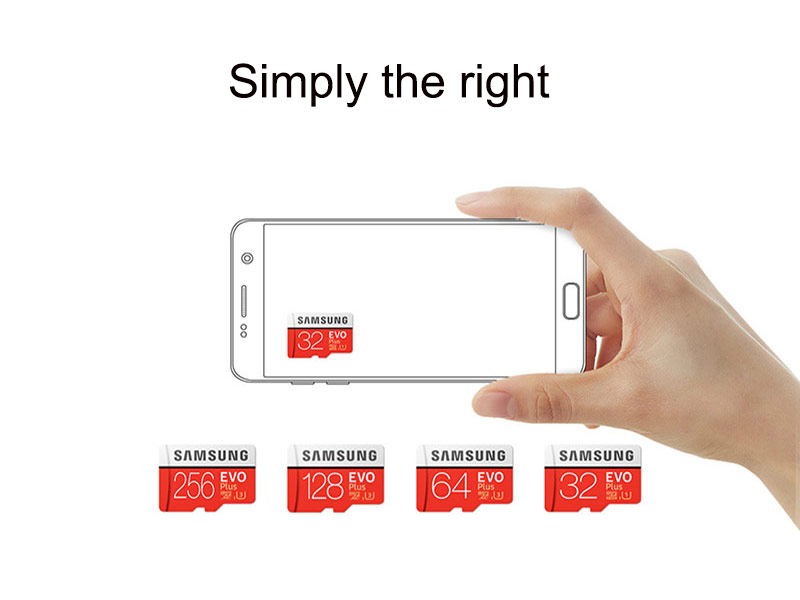 Simply the right
SAMSUNG
32 EVO
Plus
SAMSUNG
256 EVO
Plus
SAMSUNG
128 EVO
Plus
SAMSUNG
64 EVO
Plus
SAMSUNG
32 EVO
Plus